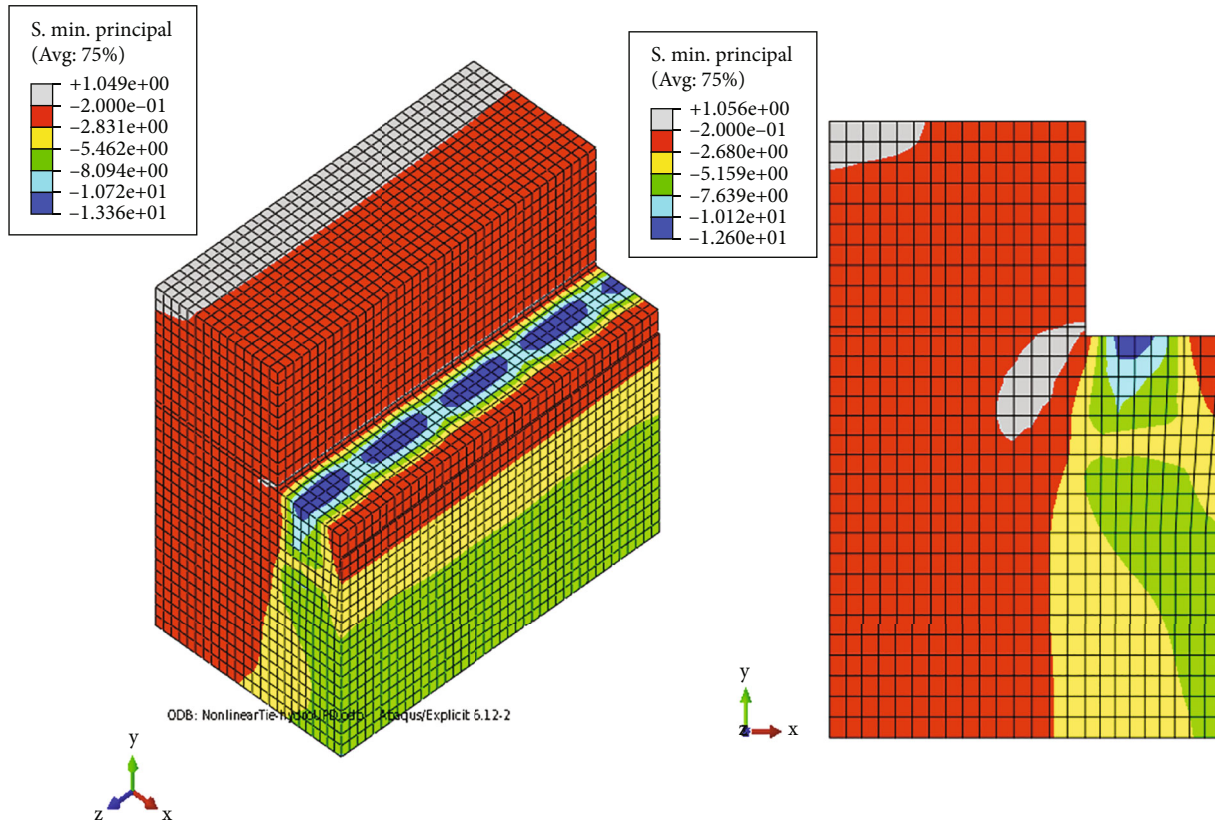 S. min. principal
(Avg: 75%)
+1.049e+00
–2.000e–01
–2.831e+00
–5.462e+00
–8.094e+00
–1.072e+01
–1.336e+01
S. min. principal
(Avg: 75%)
+1.056e+00
–2.000e–01
–2.680e+00
–5.159e+00
–7.639e+00
–1.012e+01
–1.260e+01
ODB: Abaqus/Explicit 6.12-2
y
z
x
y
z
x